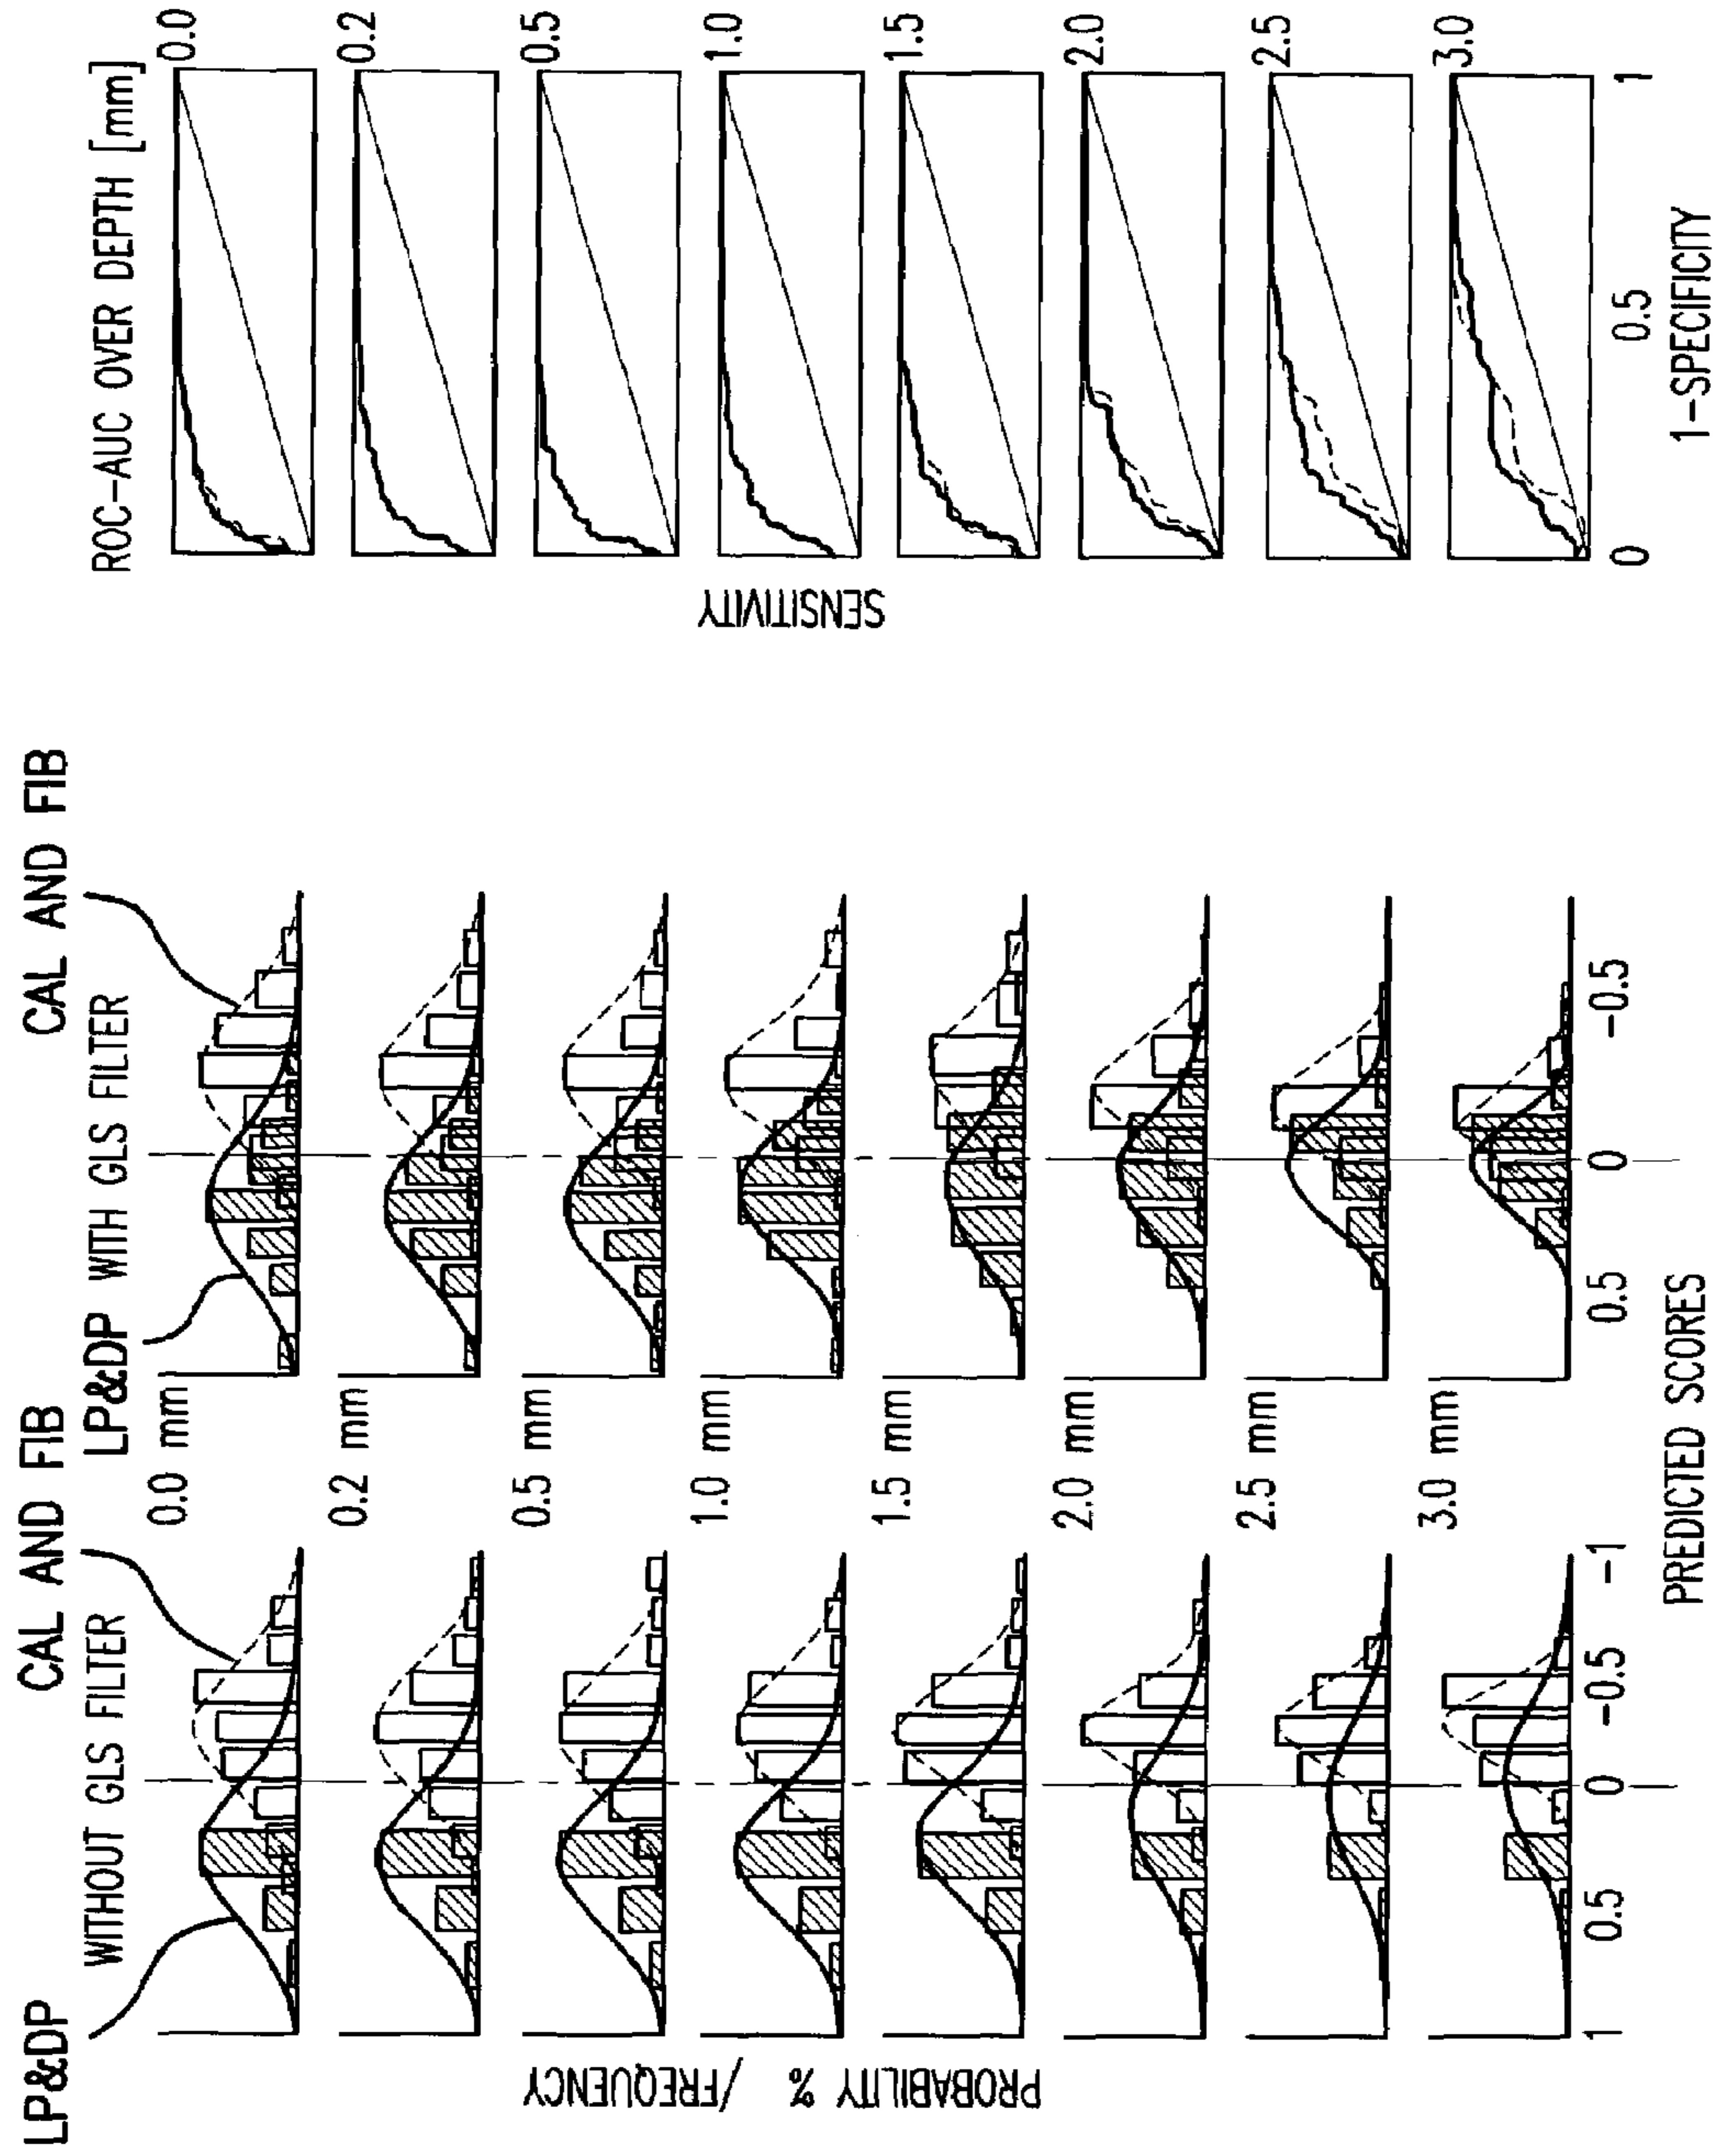 LP&DP
CAL AND FIB
WITHOUT GLS FILTER
LP&DP
CAL AND FIB
WITH GLS FILTER
ROC-AUC OVER DEPTH [mm]
PROBABILITY %
/FREQUENCY
0.0 mm
0.2 mm
0.5 mm
1.0 mm
1.5 mm
2.0 mm
2.5 mm
3.0 mm
1 0.5 0 -0.5 -1
0.5 0 -0.5
PREDICTED SCORES
SENSITIVITY
0.0
0.2
0.5
1.0
1.5
2.0
2.5
3.0
0 0.5 1
1-SPECIFICITY